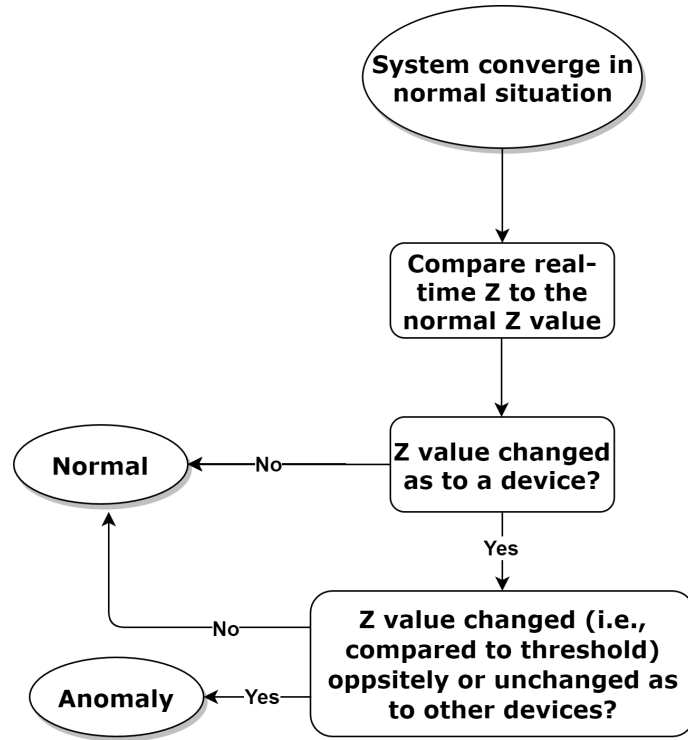 System converge in
normal situation
Compare real-
time Z to the
normal Z value
Z value changed
as to a device?
No
Normal
Yes
Z value changed (i.e.,
compared to threshold)
oppsitely or unchanged as
to other devices?
No
Yes
Anomaly